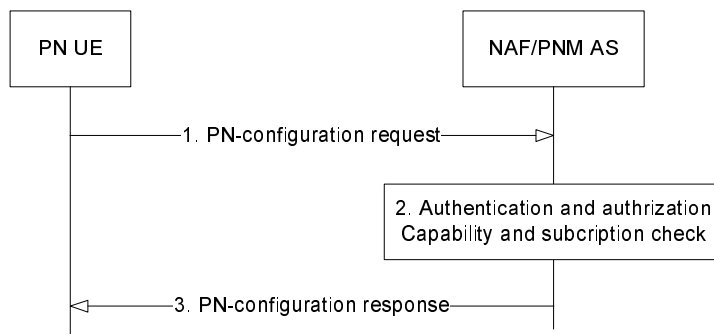 PN UE
NAF/PNM AS
1. PN-configuration request
2. Authentication and authrization
Capability and subcription check
3. PN-configuration response